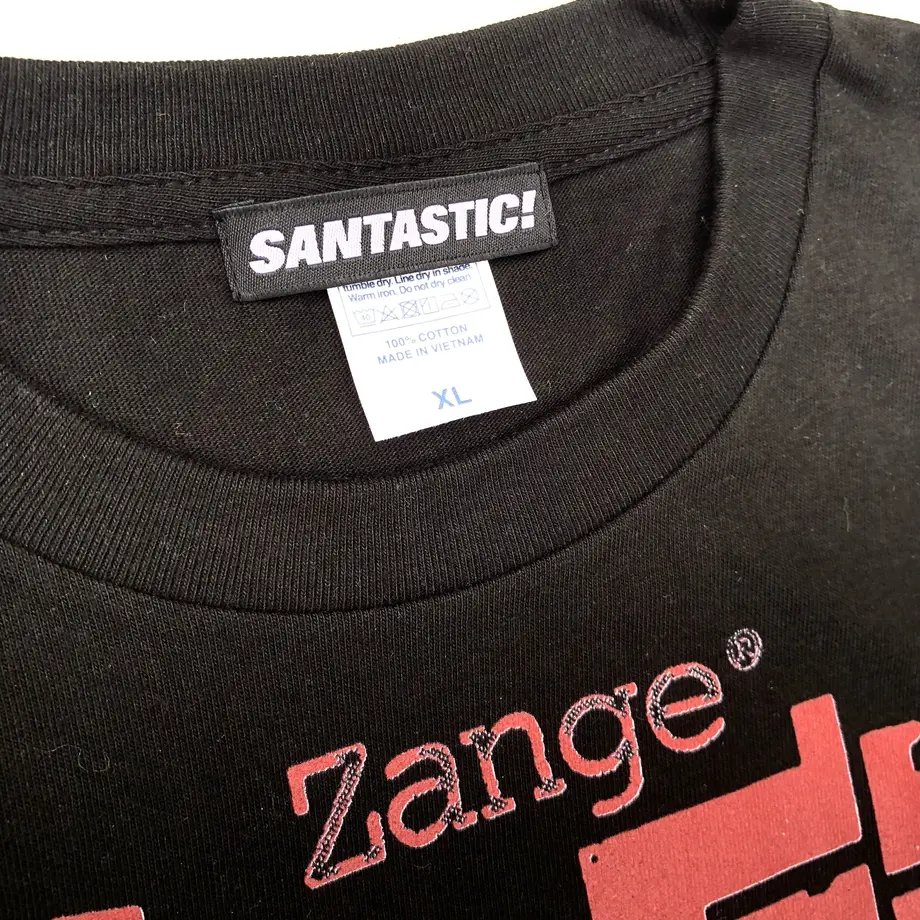 SANTASTIC!
tumble dry. Line dry in shade.
Warm iron. Do not dry clean
100% COTTON
MADE IN VIETNAM
XL
Zange®